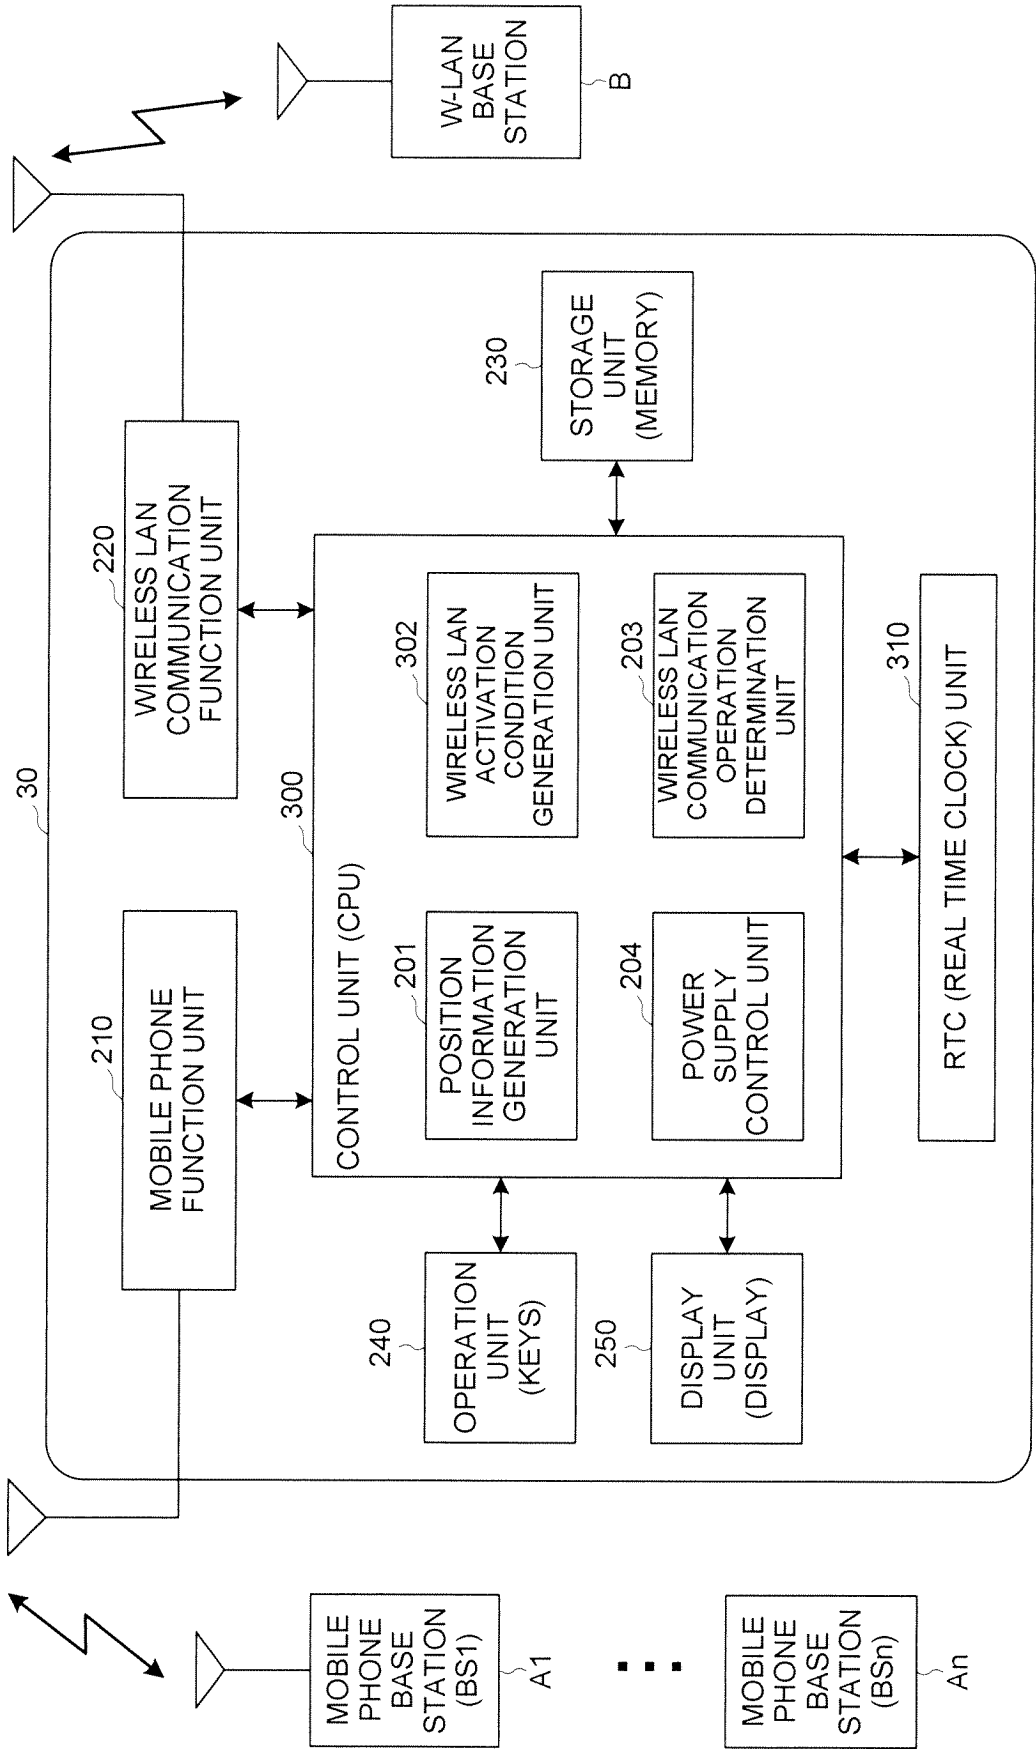 30
210
MOBILE PHONE
FUNCTION UNIT
220
WIRELESS LAN
COMMUNICATION
FUNCTION UNIT
W-LAN
BASE
STATION
B
300
CONTROL UNIT (CPU)
201
POSITION
INFORMATION
GENERATION
UNIT
302
WIRELESS LAN
ACTIVATION
CONDITION
GENERATION UNIT
204
POWER
SUPPLY
CONTROL UNIT
203
WIRELESS LAN
COMMUNICATION
OPERATION
DETERMINATION
UNIT
230
STORAGE
UNIT
(MEMORY)
240
OPERATION
UNIT
(KEYS)
250
DISPLAY
UNIT
(DISPLAY)
310
RTC (REAL TIME CLOCK) UNIT
MOBILE
PHONE
BASE
STATION
(BS1)
A1
MOBILE
PHONE
BASE
STATION
(BSn)
An